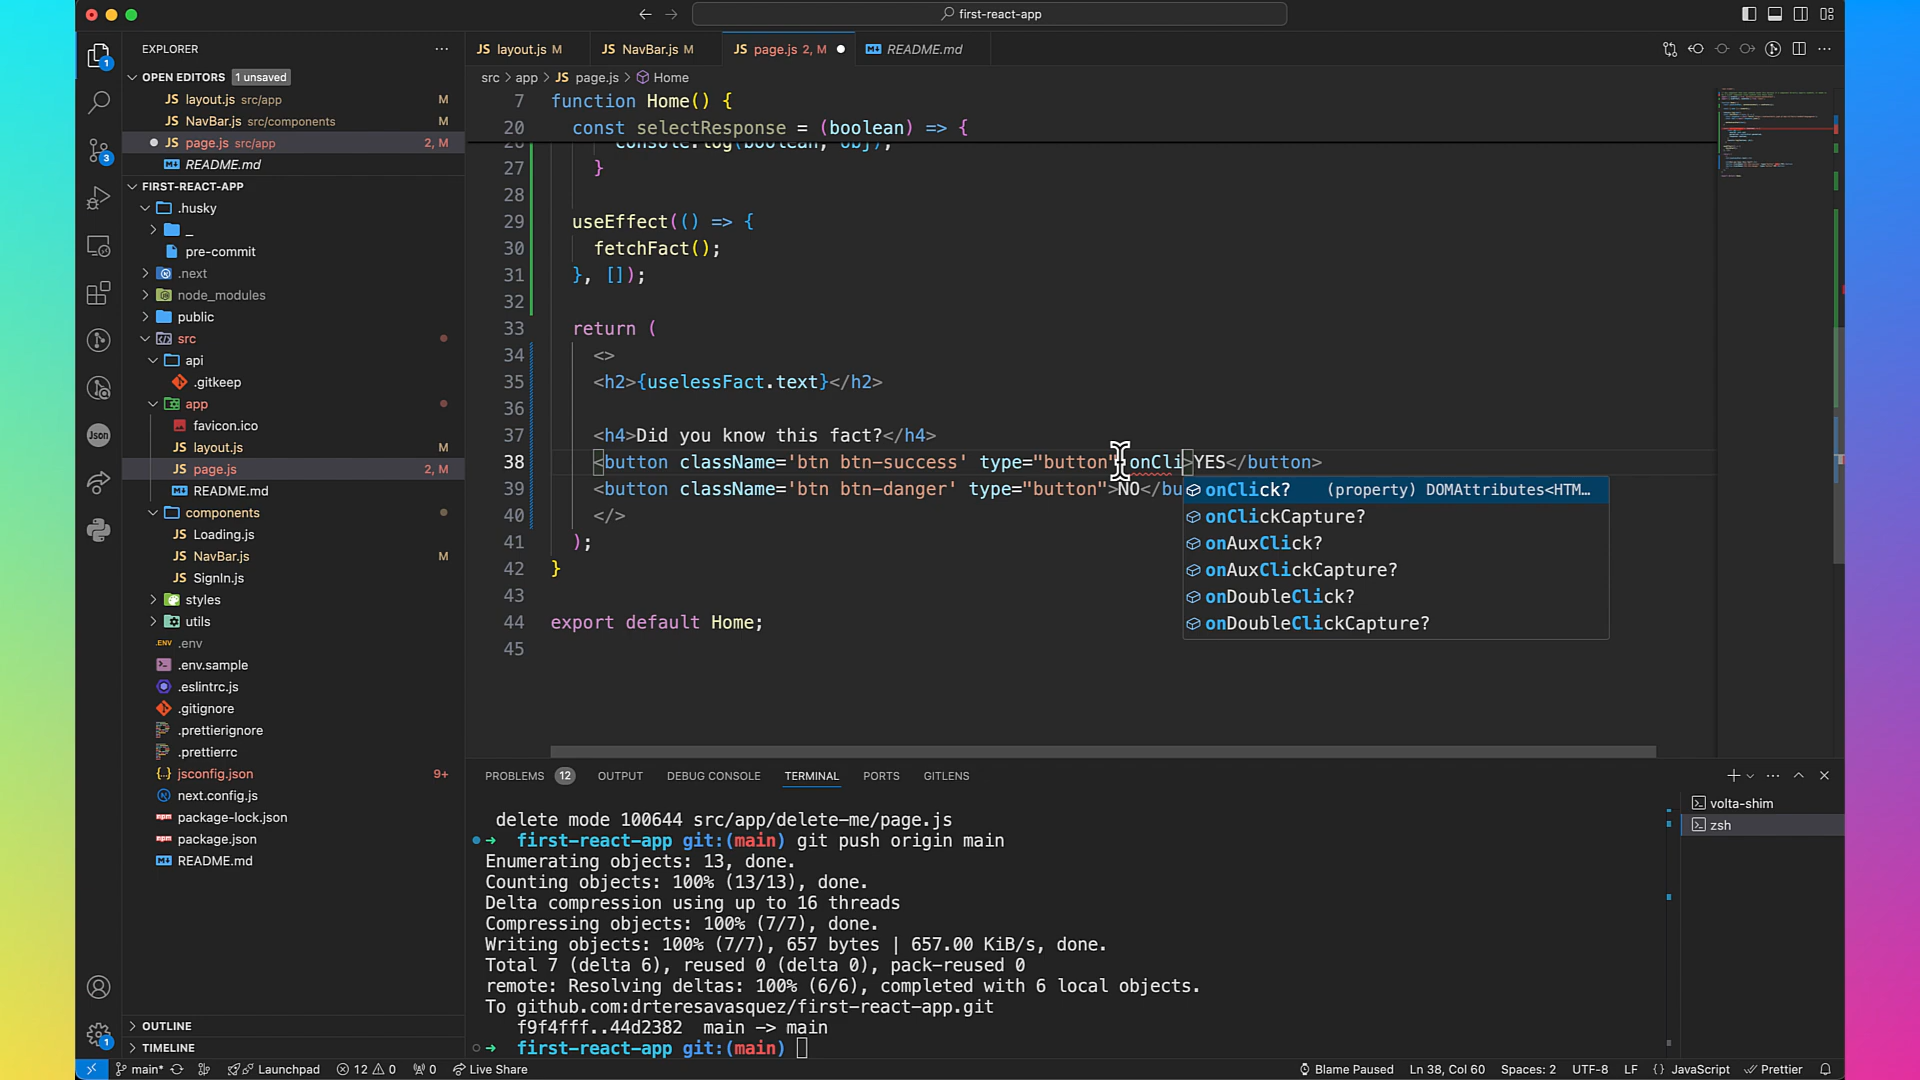 first-react-app
EXPLORER
OPEN EDITORS 1 unsaved
JS layout.js src/app M
JS NavBar.js src/components M
JS page.js src/app 2, M
README.md
FIRST-REACT-APP
.husky
_
pre-commit
.next
node_modules
public
src
api
.gitkeep
app
favicon.ico
JS layout.js M
JS page.js 2, M
README.md
components
JS Loading.js
JS NavBar.js M
JS SignIn.js
styles
utils
.env
.env.sample
.eslintrc.js
.gitignore
.prettierignore
.prettierrc
jsconfig.json 9+
next.config.js
package-lock.json
package.json
README.md
OUTLINE
TIMELINE
1
3
Json
1
JS layout.js M
JS NavBar.js M
JS page.js 2, M
README.md
src > app > JS page.js > Home
7 function Home() {
20 const selectResponse = (boolean) => {
26 console.log(boolean, obj);
27 }
28
29 useEffect(() => {
30 fetchFact();
31 }, []);
32
33 return (
34 <>
35 <h2>{uselessFact.text}</h2>
36
37 <h4>Did you know this fact?</h4>
38 <button className='btn btn-success' type="button" onCli>YES</button>
39 <button className='btn btn-danger' type="button">NO</bu
40 </>
41 );
42 }
43
44 export default Home;
45
onClick? (property) DOMAttributes<HTM…
onClickCapture?
onAuxClick?
onAuxClickCapture?
onDoubleClick?
onDoubleClickCapture?
PROBLEMS 12 OUTPUT DEBUG CONSOLE TERMINAL PORTS GITLENS
delete mode 100644 src/app/delete-me/page.js
→ first-react-app git:(main) git push origin main
Enumerating objects: 13, done.
Counting objects: 100% (13/13), done.
Delta compression using up to 16 threads
Compressing objects: 100% (7/7), done.
Writing objects: 100% (7/7), 657 bytes | 657.00 KiB/s, done.
Total 7 (delta 6), reused 0 (delta 0), pack-reused 0
remote: Resolving deltas: 100% (6/6), completed with 6 local objects.
To github.com:drteresavasquez/first-react-app.git
f9f4fff..44d2382 main -> main
→ first-react-app git:(main)
volta-shim
zsh
main* Launchpad 12 0 0 Live Share Blame Paused Ln 38, Col 60 Spaces: 2 UTF-8 LF {} JavaScript Prettier